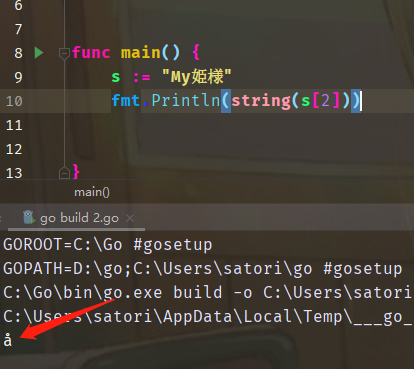 6
7
8 func main() {
9 s := "My姫様"
10 fmt.Println(string(s[2]))
11
12
13 }
main()
go build 2.go ×
GOROOT=C:\Go #gosetup
GOPATH=D:\go;C:\Users\satori\go #gosetup
C:\Go\bin\go.exe build -o C:\Users\satori
C:\Users\satori\AppData\Local\Temp\___go_
å